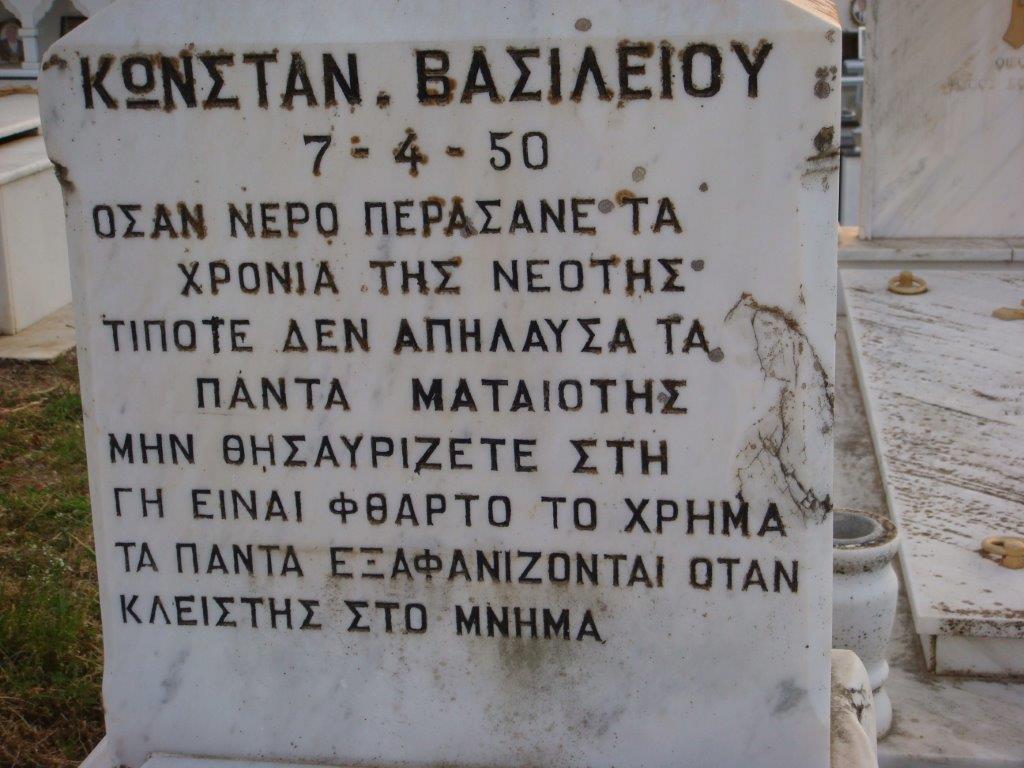 ΚΩΝΣΤΑΝ. ΒΑΣΙΛΕΙΟΥ
7-4-50
ΟΣΑΝ ΝΕΡΟ ΠΕΡΑΣΑΝΕ ΤΑ
ΧΡΟΝΙΑ ΤΗΣ ΝΕΟΤΗΣ
ΤΙΠΟΤΕ ΔΕΝ ΑΠΗΛΑΥΣΑ ΤΑ
ΠΑΝΤΑ ΜΑΤΑΙΟΤΗΣ
ΜΗΝ ΘΗΣΑΥΡΙΖΕΤΕ ΣΤΗ
ΓΗ ΕΙΝΑΙ ΦΘΑΡΤΟ ΤΟ ΧΡΗΜΑ
ΤΑ ΠΑΝΤΑ ΕΞΑΦΑΝΙΖΟΝΤΑΙ ΟΤΑΝ
ΚΛΕΙΣΤΗΣ ΣΤΟ ΜΝΗΜΑ